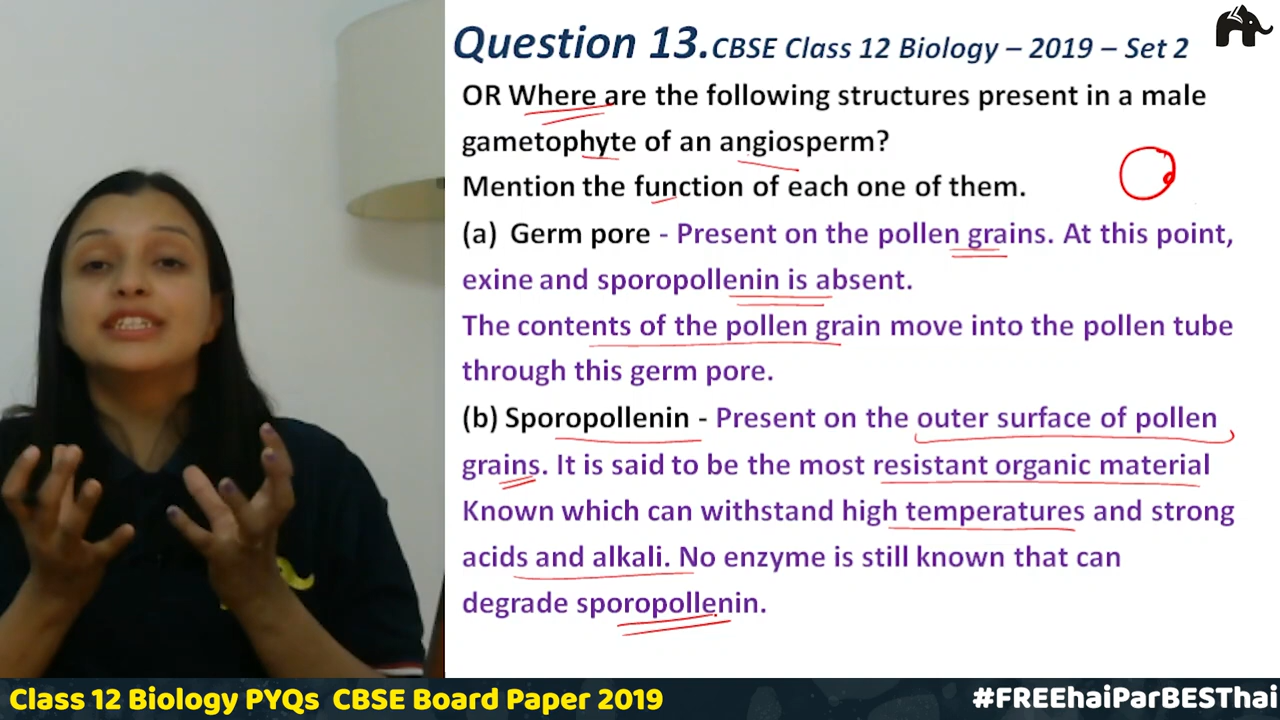 Question 13.CBSE Class 12 Biology – 2019 – Set 2
OR Where are the following structures present in a male
gametophyte of an angiosperm?
Mention the function of each one of them.
(a) Germ pore - Present on the pollen grains. At this point,
exine and sporopollenin is absent.
The contents of the pollen grain move into the pollen tube
through this germ pore.
(b) Sporopollenin - Present on the outer surface of pollen
grains. It is said to be the most resistant organic material
Known which can withstand high temperatures and strong
acids and alkali. No enzyme is still known that can
degrade sporopollenin.
Class 12 Biology PYQs CBSE Board Paper 2019
#FREEhaiParBESThai